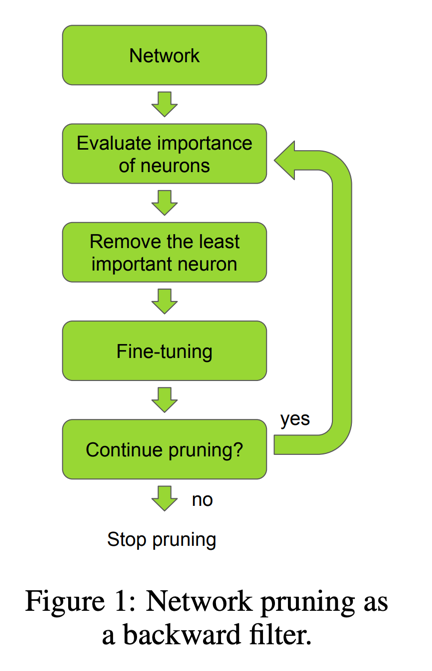 Network
Evaluate importance
of neurons
Remove the least
important neuron
Fine-tuning
yes
Continue pruning?
no
Stop pruning
Figure 1: Network pruning as
a backward filter.